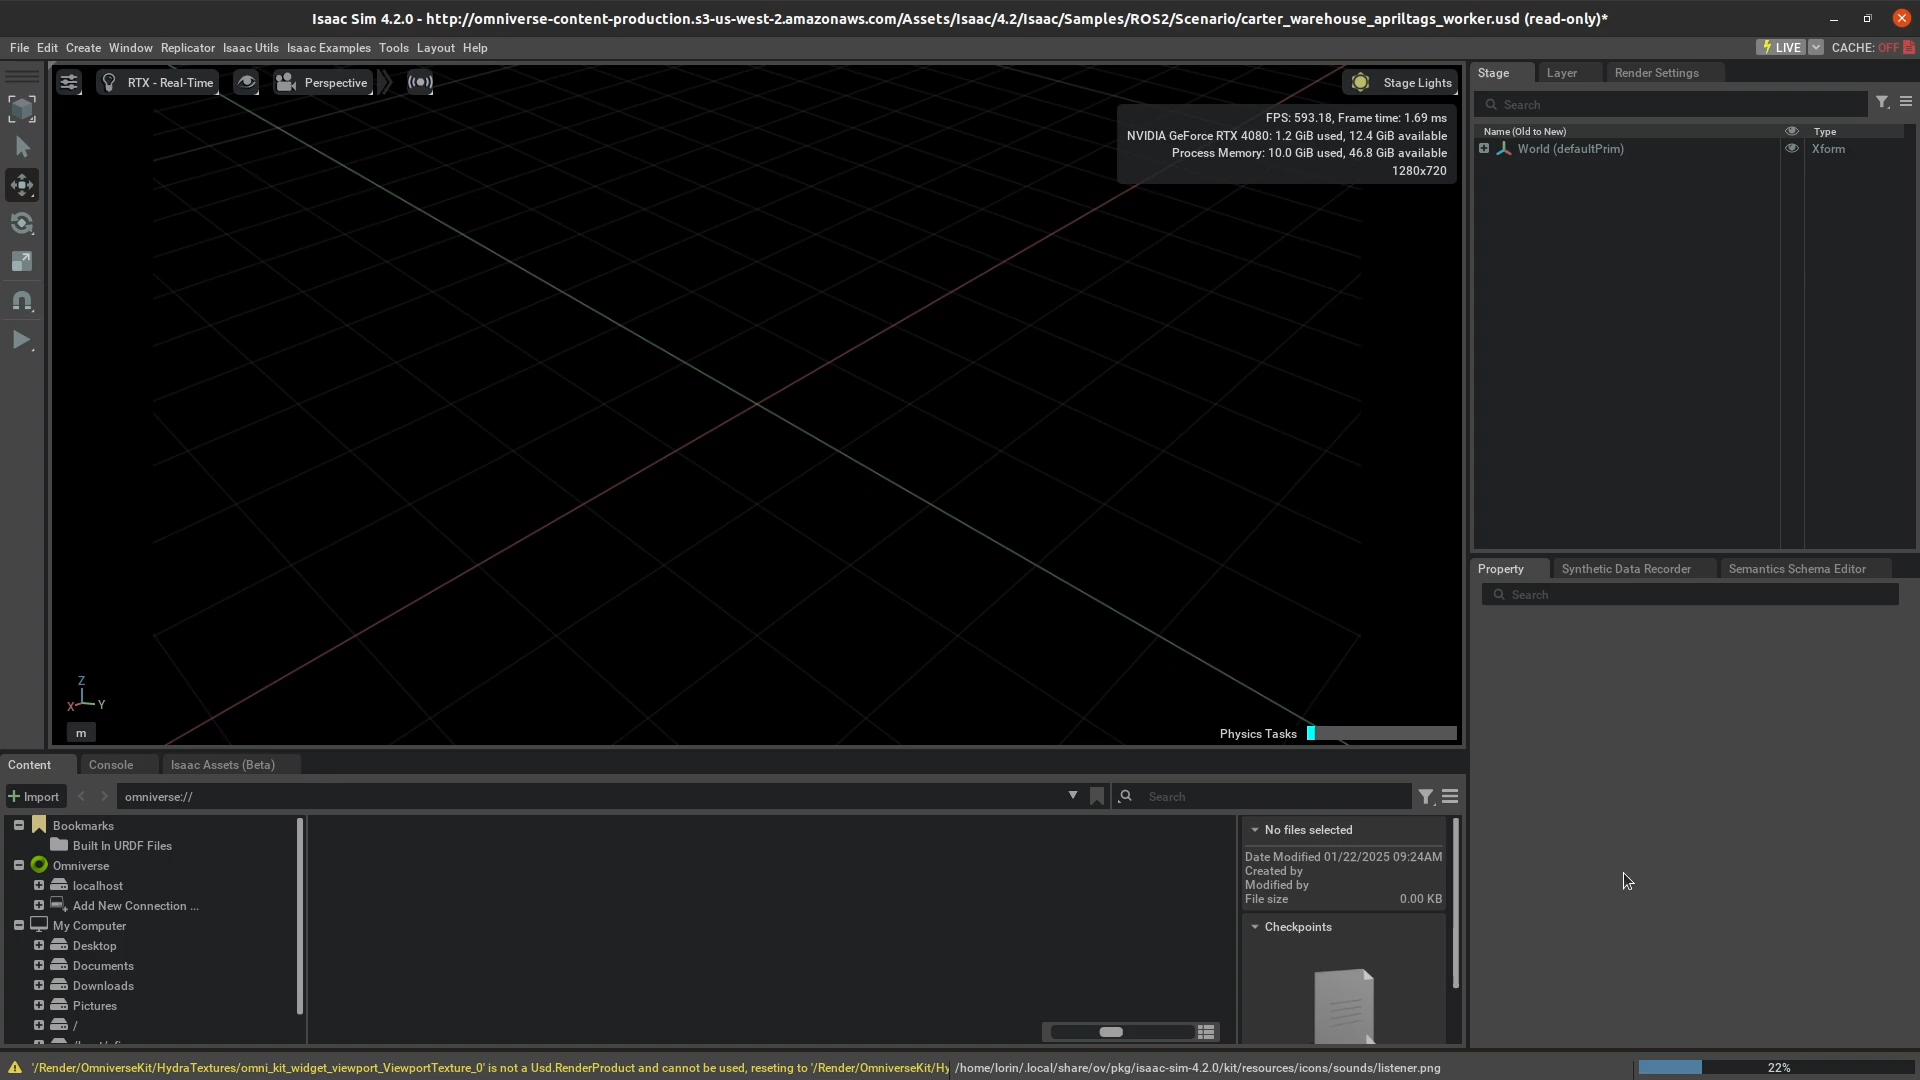 Isaac Sim 4.2.0 - http://omniverse-content-production.s3-us-west-2.amazonaws.com/Assets/Isaac/4.2/Isaac/Samples/ROS2/Scenario/carter_warehouse_apriltags_worker.usd (read-only)*
File Edit Create Window Replicator Isaac Utils Isaac Examples Tools Layout Help
LIVE CACHE: OFF
RTX - Real-Time Perspective Stage Lights
FPS: 593.18, Frame time: 1.69 ms
NVIDIA GeForce RTX 4080: 1.2 GiB used, 12.4 GiB available
Process Memory: 10.0 GiB used, 46.8 GiB available
1280x720
Z
X Y
m
Physics Tasks
Stage Layer Render Settings
Search
Name (Old to New) Type
World (defaultPrim) Xform
Property Synthetic Data Recorder Semantics Schema Editor
Search
Content Console Isaac Assets (Beta)
Import omniverse:// Search
Bookmarks
Built In URDF Files
Omniverse
localhost
Add New Connection ...
My Computer
Desktop
Documents
Downloads
Pictures
/
No files selected
Date Modified 01/22/2025 09:24AM
Created by
Modified by
File size 0.00 KB
Checkpoints
'/Render/OmniverseKit/HydraTextures/omni_kit_widget_viewport_ViewportTexture_0' is not a Usd.RenderProduct and cannot be used, resetting to '/Render/OmniverseKit/Hy
/home/lorin/.local/share/ov/pkg/isaac-sim-4.2.0/kit/resources/icons/sounds/listener.png
22%